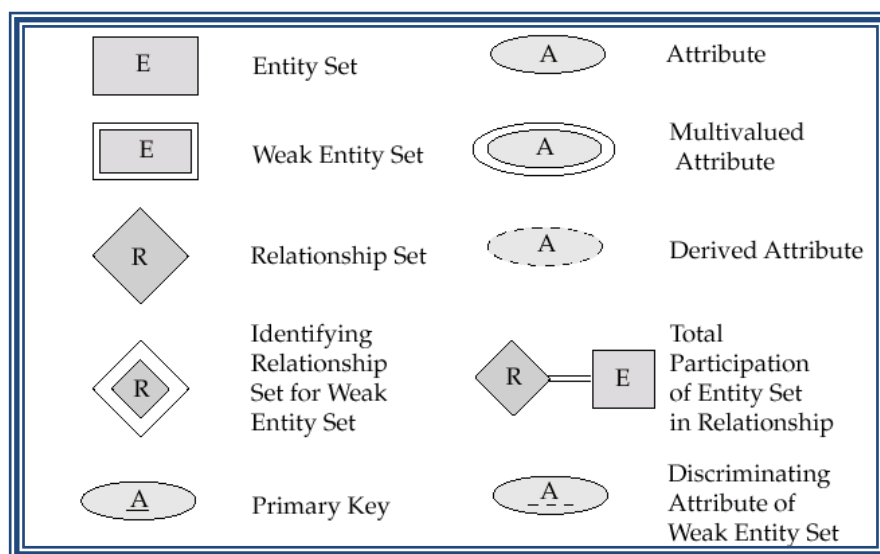 E
Entity Set
A
Attribute
E
Weak Entity Set
A
Multivalued
Attribute
R
Relationship Set
A
Derived Attribute
R
Identifying
Relationship
Set for Weak
Entity Set
R
E
Total
Participation
of Entity Set
in Relationship
A
Primary Key
A
Discriminating
Attribute of
Weak Entity Set